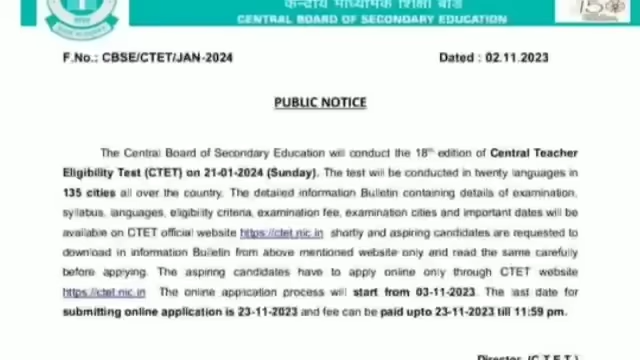 केन्द्रीय माध्यमिक शिक्षा बोर्ड
CENTRAL BOARD OF SECONDARY EDUCATION
F.No.: CBSE/CTET/JAN-2024 Dated : 02.11.2023
PUBLIC NOTICE
The Central Board of Secondary Education will conduct the 18th edition of Central Teacher
Eligibility Test (CTET) on 21-01-2024 (Sunday). The test will be conducted in twenty languages in
135 cities all over the country. The detailed information Bulletin containing details of examination,
syllabus, languages, eligibility criteria, examination fee, examination cities and important dates will be
available on CTET official website https://ctet.nic.in shortly and aspiring candidates are requested to
download in information Bulletin from above mentioned website only and read the same carefully
before applying. The aspiring candidates have to apply online only through CTET website
https://ctet.nic.in The online application process will start from 03-11-2023. The last date for
submitting online application is 23-11-2023 and fee can be paid upto 23-11-2023 till 11:59 pm.
Director (C.T.E.T.)